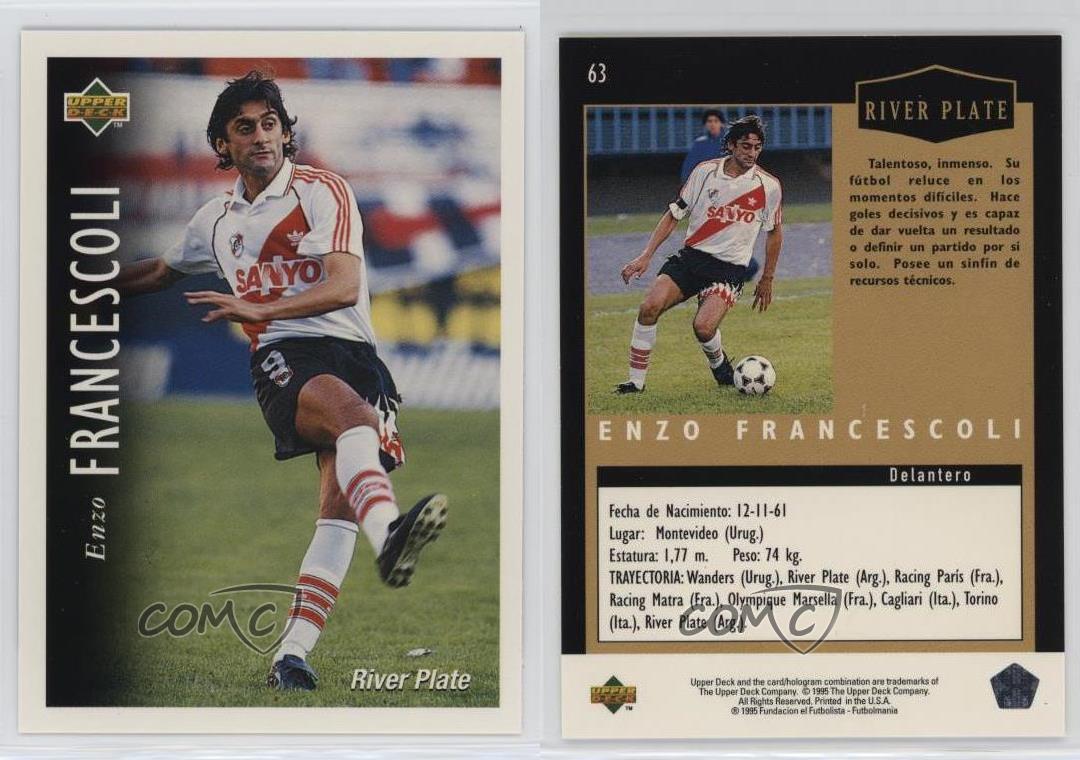 UPPER
DECK
TM
Enzo FRANCESCOLI
SANYO
9
River Plate
COMC
63
RIVER PLATE
Talentoso, inmenso. Su
fútbol reluce en los
momentos difíciles. Hace
goles decisivos y es capaz
de dar vuelta un resultado
o definir un partido por si
solo. Posee un sinfín de
recursos técnicos.
SANYO
ENZO FRANCESCOLI
Delantero
Fecha de Nacimiento: 12-11-61
Lugar: Montevideo (Urug.)
Estatura: 1,77 m. Peso: 74 kg.
TRAYECTORIA: Wanders (Urug.), River Plate (Arg.), Racing París (Fra.),
Racing Matra (Fra.), Olympique Marsella (Fra.), Cagliari (Ita.), Torino
(Ita.), River Plate (Arg.).
COMC
UPPER
DECK
TM
Upper Deck and the card/hologram combination are trademarks of
The Upper Deck Company. © 1995 The Upper Deck Company.
All Rights Reserved. Printed in the U.S.A.
® 1995 Fundacion el Futbolista - Futbolmania